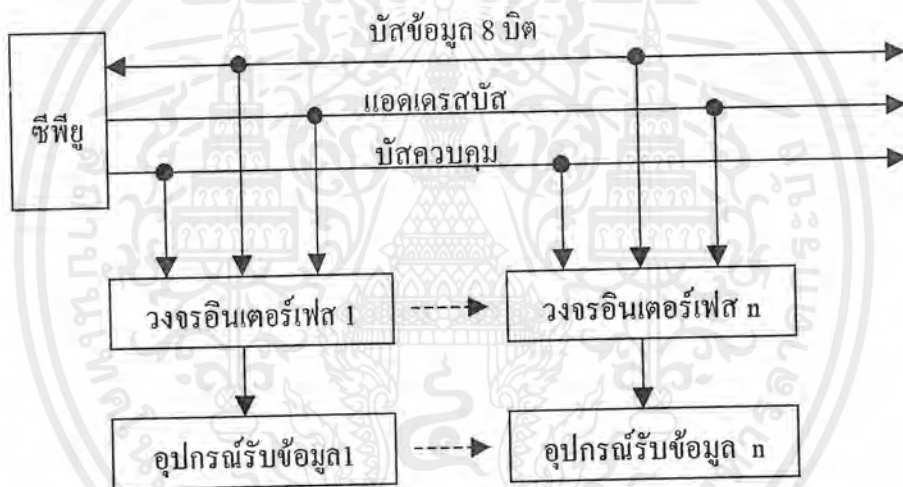 บัสข้อมูล 8 บิต
แอดเดรสบัส
ซีพียู
บัสควบคุม
วงจรอินเตอร์เฟส 1
วงจรอินเตอร์เฟส n
อุปกรณ์รับข้อมูล1
อุปกรณ์รับข้อมูล n